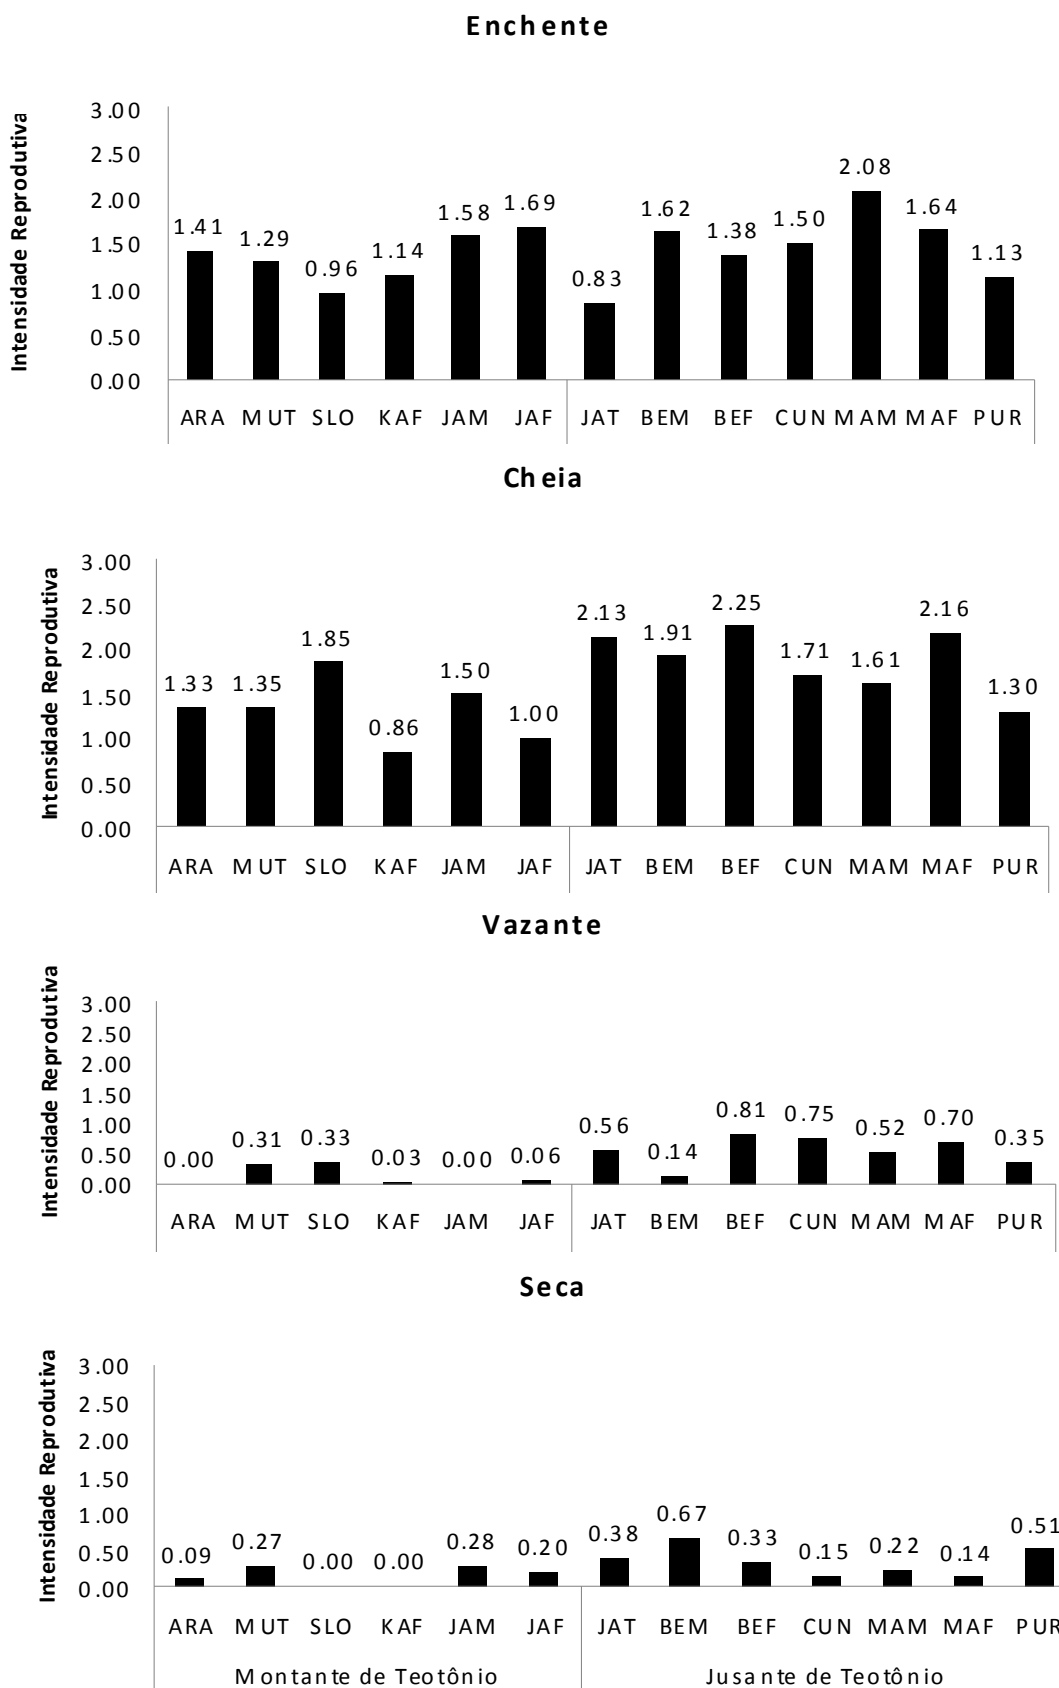 Enchente
Intensidade Reprodutiva
3.00
2.50
2.00
1.50
1.00
0.50
0.00
1.41 1.29 0.96 1.14 1.58 1.69 0.83 1.62 1.38 1.50 2.08 1.64 1.13
ARA MUT SLO KAF JAM JAF JAT BEM BEF CUN MAM MAF PUR
Cheia
Intensidade Reprodutiva
3.00
2.50
2.00
1.50
1.00
0.50
0.00
1.33 1.35 1.85 0.86 1.50 1.00 2.13 1.91 2.25 1.71 1.61 2.16 1.30
ARA MUT SLO KAF JAM JAF JAT BEM BEF CUN MAM MAF PUR
Vazante
Intensidade Reprodutiva
3.00
2.50
2.00
1.50
1.00
0.50
0.00
0.00 0.31 0.33 0.03 0.00 0.06 0.56 0.14 0.81 0.75 0.52 0.70 0.35
ARA MUT SLO KAF JAM JAF JAT BEM BEF CUN MAM MAF PUR
Seca
Intensidade Reprodutiva
3.00
2.50
2.00
1.50
1.00
0.50
0.00
0.09 0.27 0.00 0.00 0.28 0.20 0.38 0.67 0.33 0.15 0.22 0.14 0.51
ARA MUT SLO KAF JAM JAF JAT BEM BEF CUN MAM MAF PUR
Montante de Teotônio Jusante de Teotônio